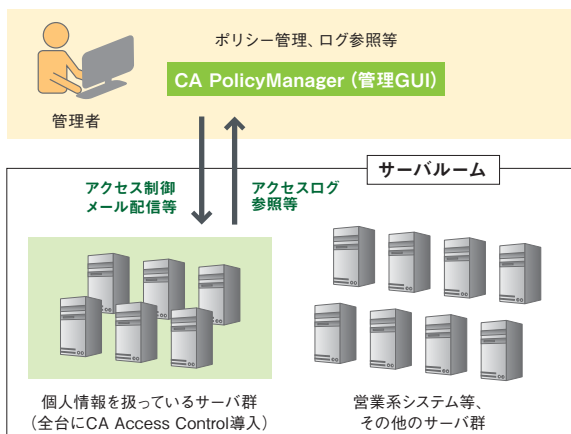 ポリシー管理、ログ参照等
CA PolicyManager（管理GUI）
管理者
サーバルーム
アクセス制御
メール配信等
アクセスログ
参照等
個人情報を扱っているサーバ群
（全台にCA Access Control導入）
営業系システム等、
その他のサーバ群